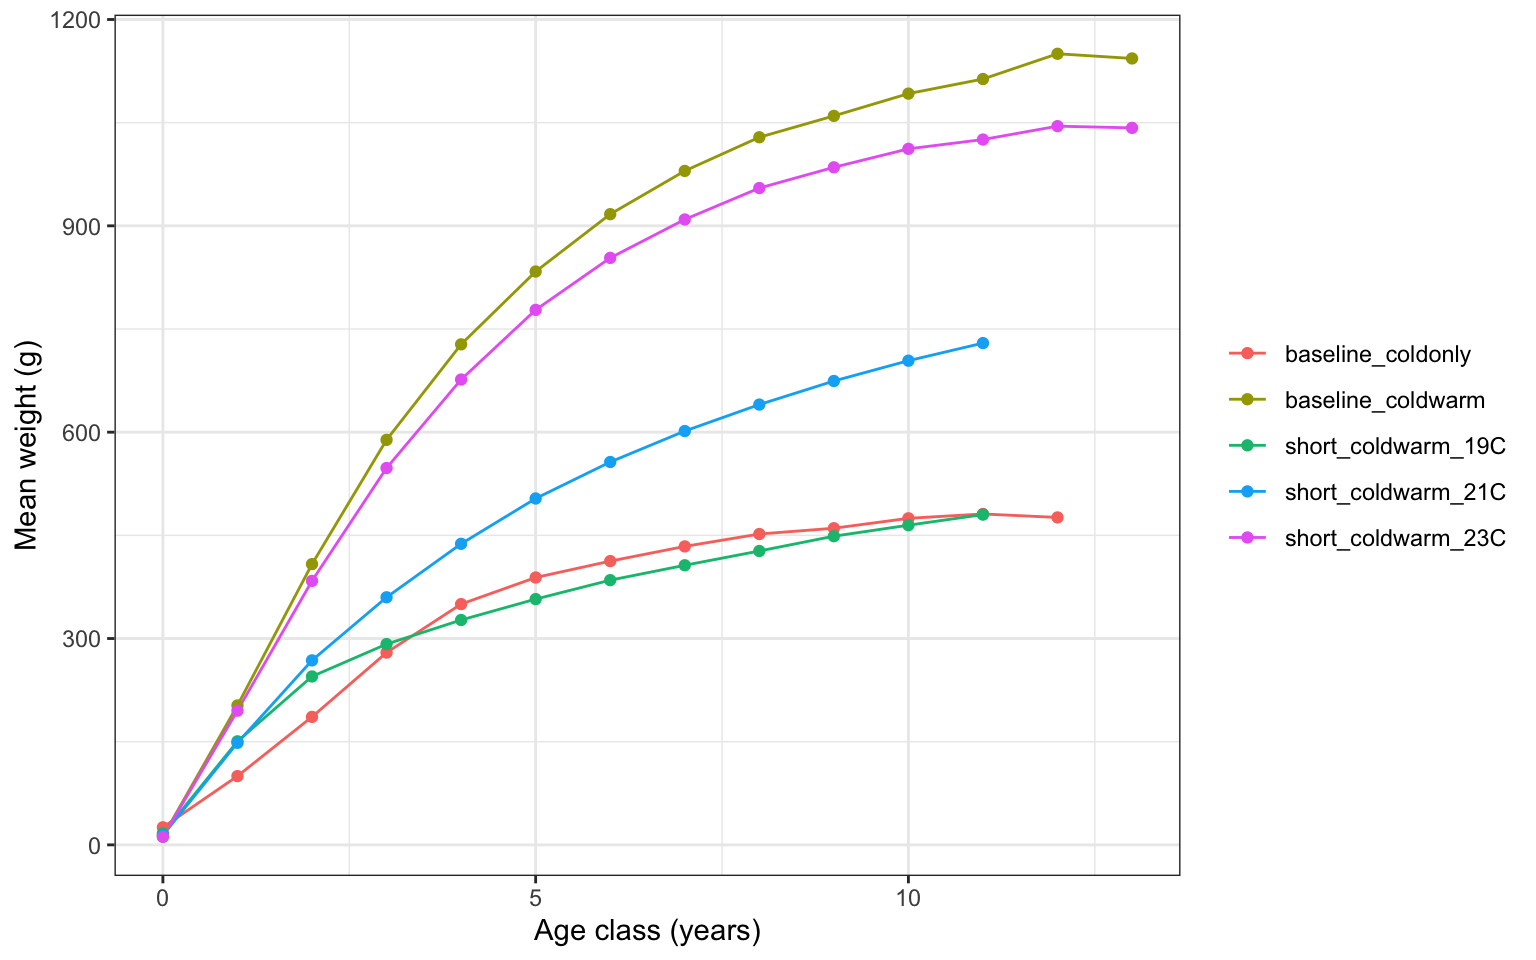 1200
900
600
300
0
0
5
10
Age class (years)
Mean weight (g)
baseline_coldonly
baseline_coldwarm
short_coldwarm_19C
short_coldwarm_21C
short_coldwarm_23C